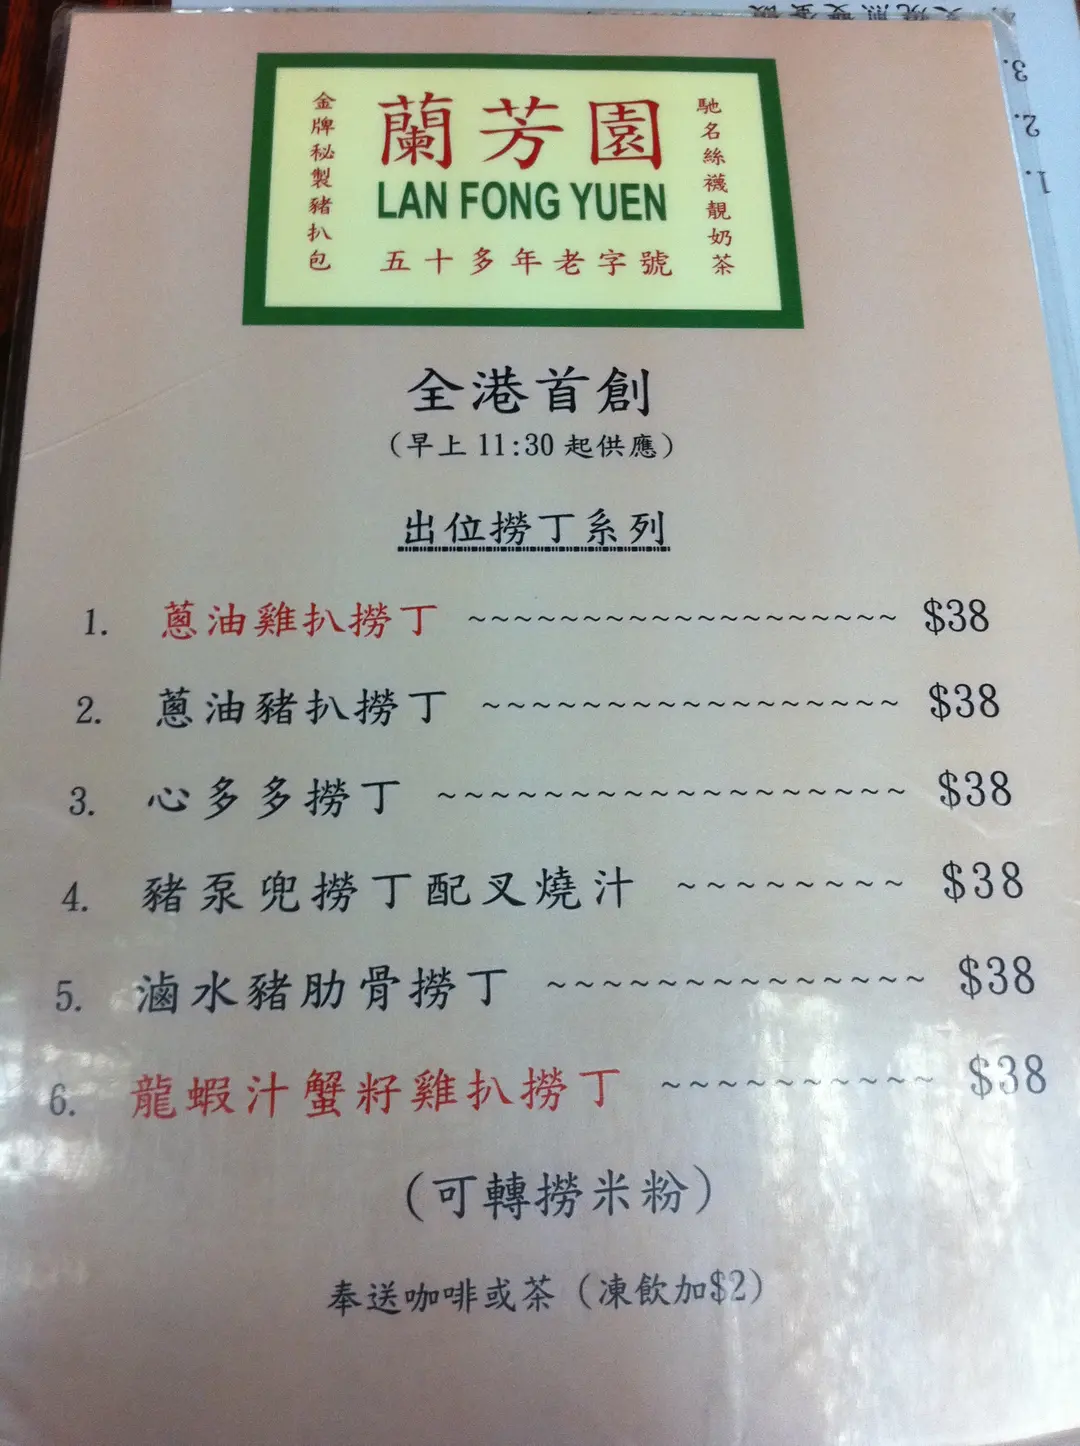 金牌秘製豬扒包
蘭芳園
LAN FONG YUEN
五十多年老字號
馳名絲襪靚奶茶
全港首創
(早上 11:30 起供應)
出位撈丁系列
1. 蔥油雞扒撈丁 ~~~~~~~~~~~~~~~~~~~ $38
2. 蔥油豬扒撈丁 ~~~~~~~~~~~~~~~~~ $38
3. 心多多撈丁 ~~~~~~~~~~~~~~~~~~ $38
4. 豬泵兜撈丁配叉燒汁 ~~~~~~~~ $38
5. 滷水豬肋骨撈丁 ~~~~~~~~~~~~~~ $38
6. 龍蝦汁蟹籽雞扒撈丁 ~~~~~~~~~~ $38
(可轉撈米粉)
奉送咖啡或茶 (凍飲加$2)
1.
2.
3.